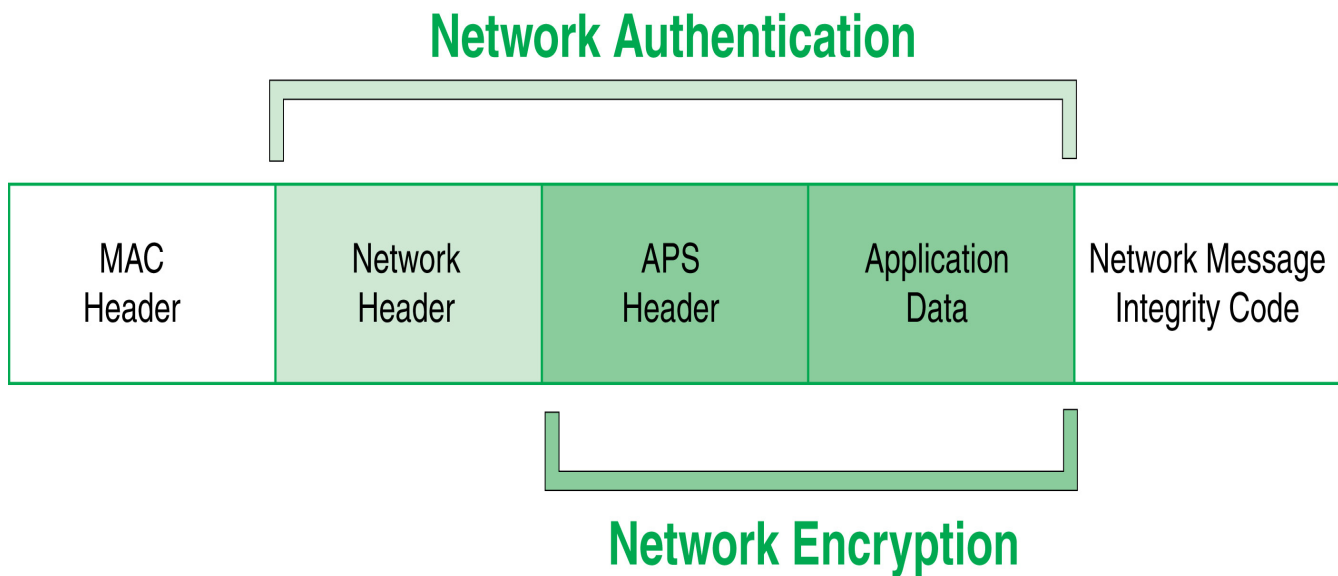 Network Authentication
MAC
Header
Network
Header
APS
Header
Application
Data
Network Message
Integrity Code
Network Encryption